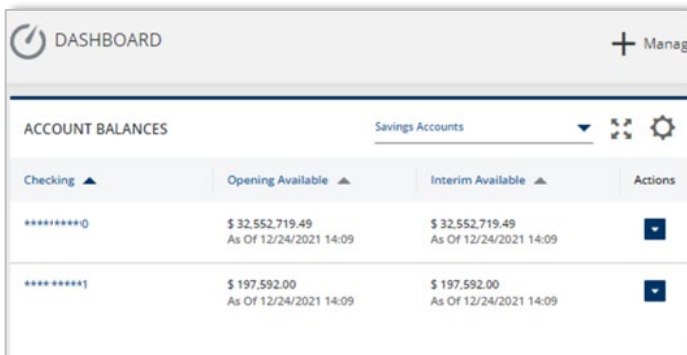 DASHBOARD
Manag
ACCOUNT BALANCES
Savings Accounts
Checking Opening Available Interim Available Actions
*********0 $ 32,552,719.49 $ 32,552,719.49
As Of 12/24/2021 14:09 As Of 12/24/2021 14:09
*********1 $ 197,592.00 $ 197,592.00
As Of 12/24/2021 14:09 As Of 12/24/2021 14:09